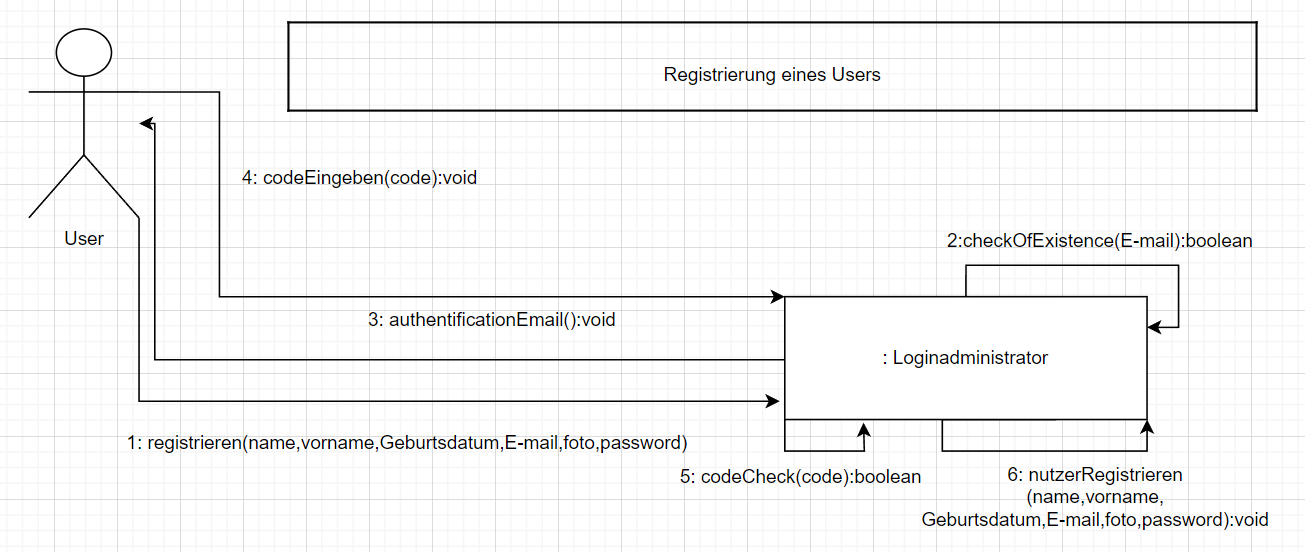 Registrierung eines Users
4: codeEingeben(code):void
User
2:checkOfExistence(E-mail):boolean
3: authentificationEmail():void
: Loginadministrator
1: registrieren(name,vorname,Geburtsdatum,E-mail,foto,password)
5: codeCheck(code):boolean
6: nutzerRegistrieren
(name,vorname,
Geburtsdatum,E-mail,foto,password):void